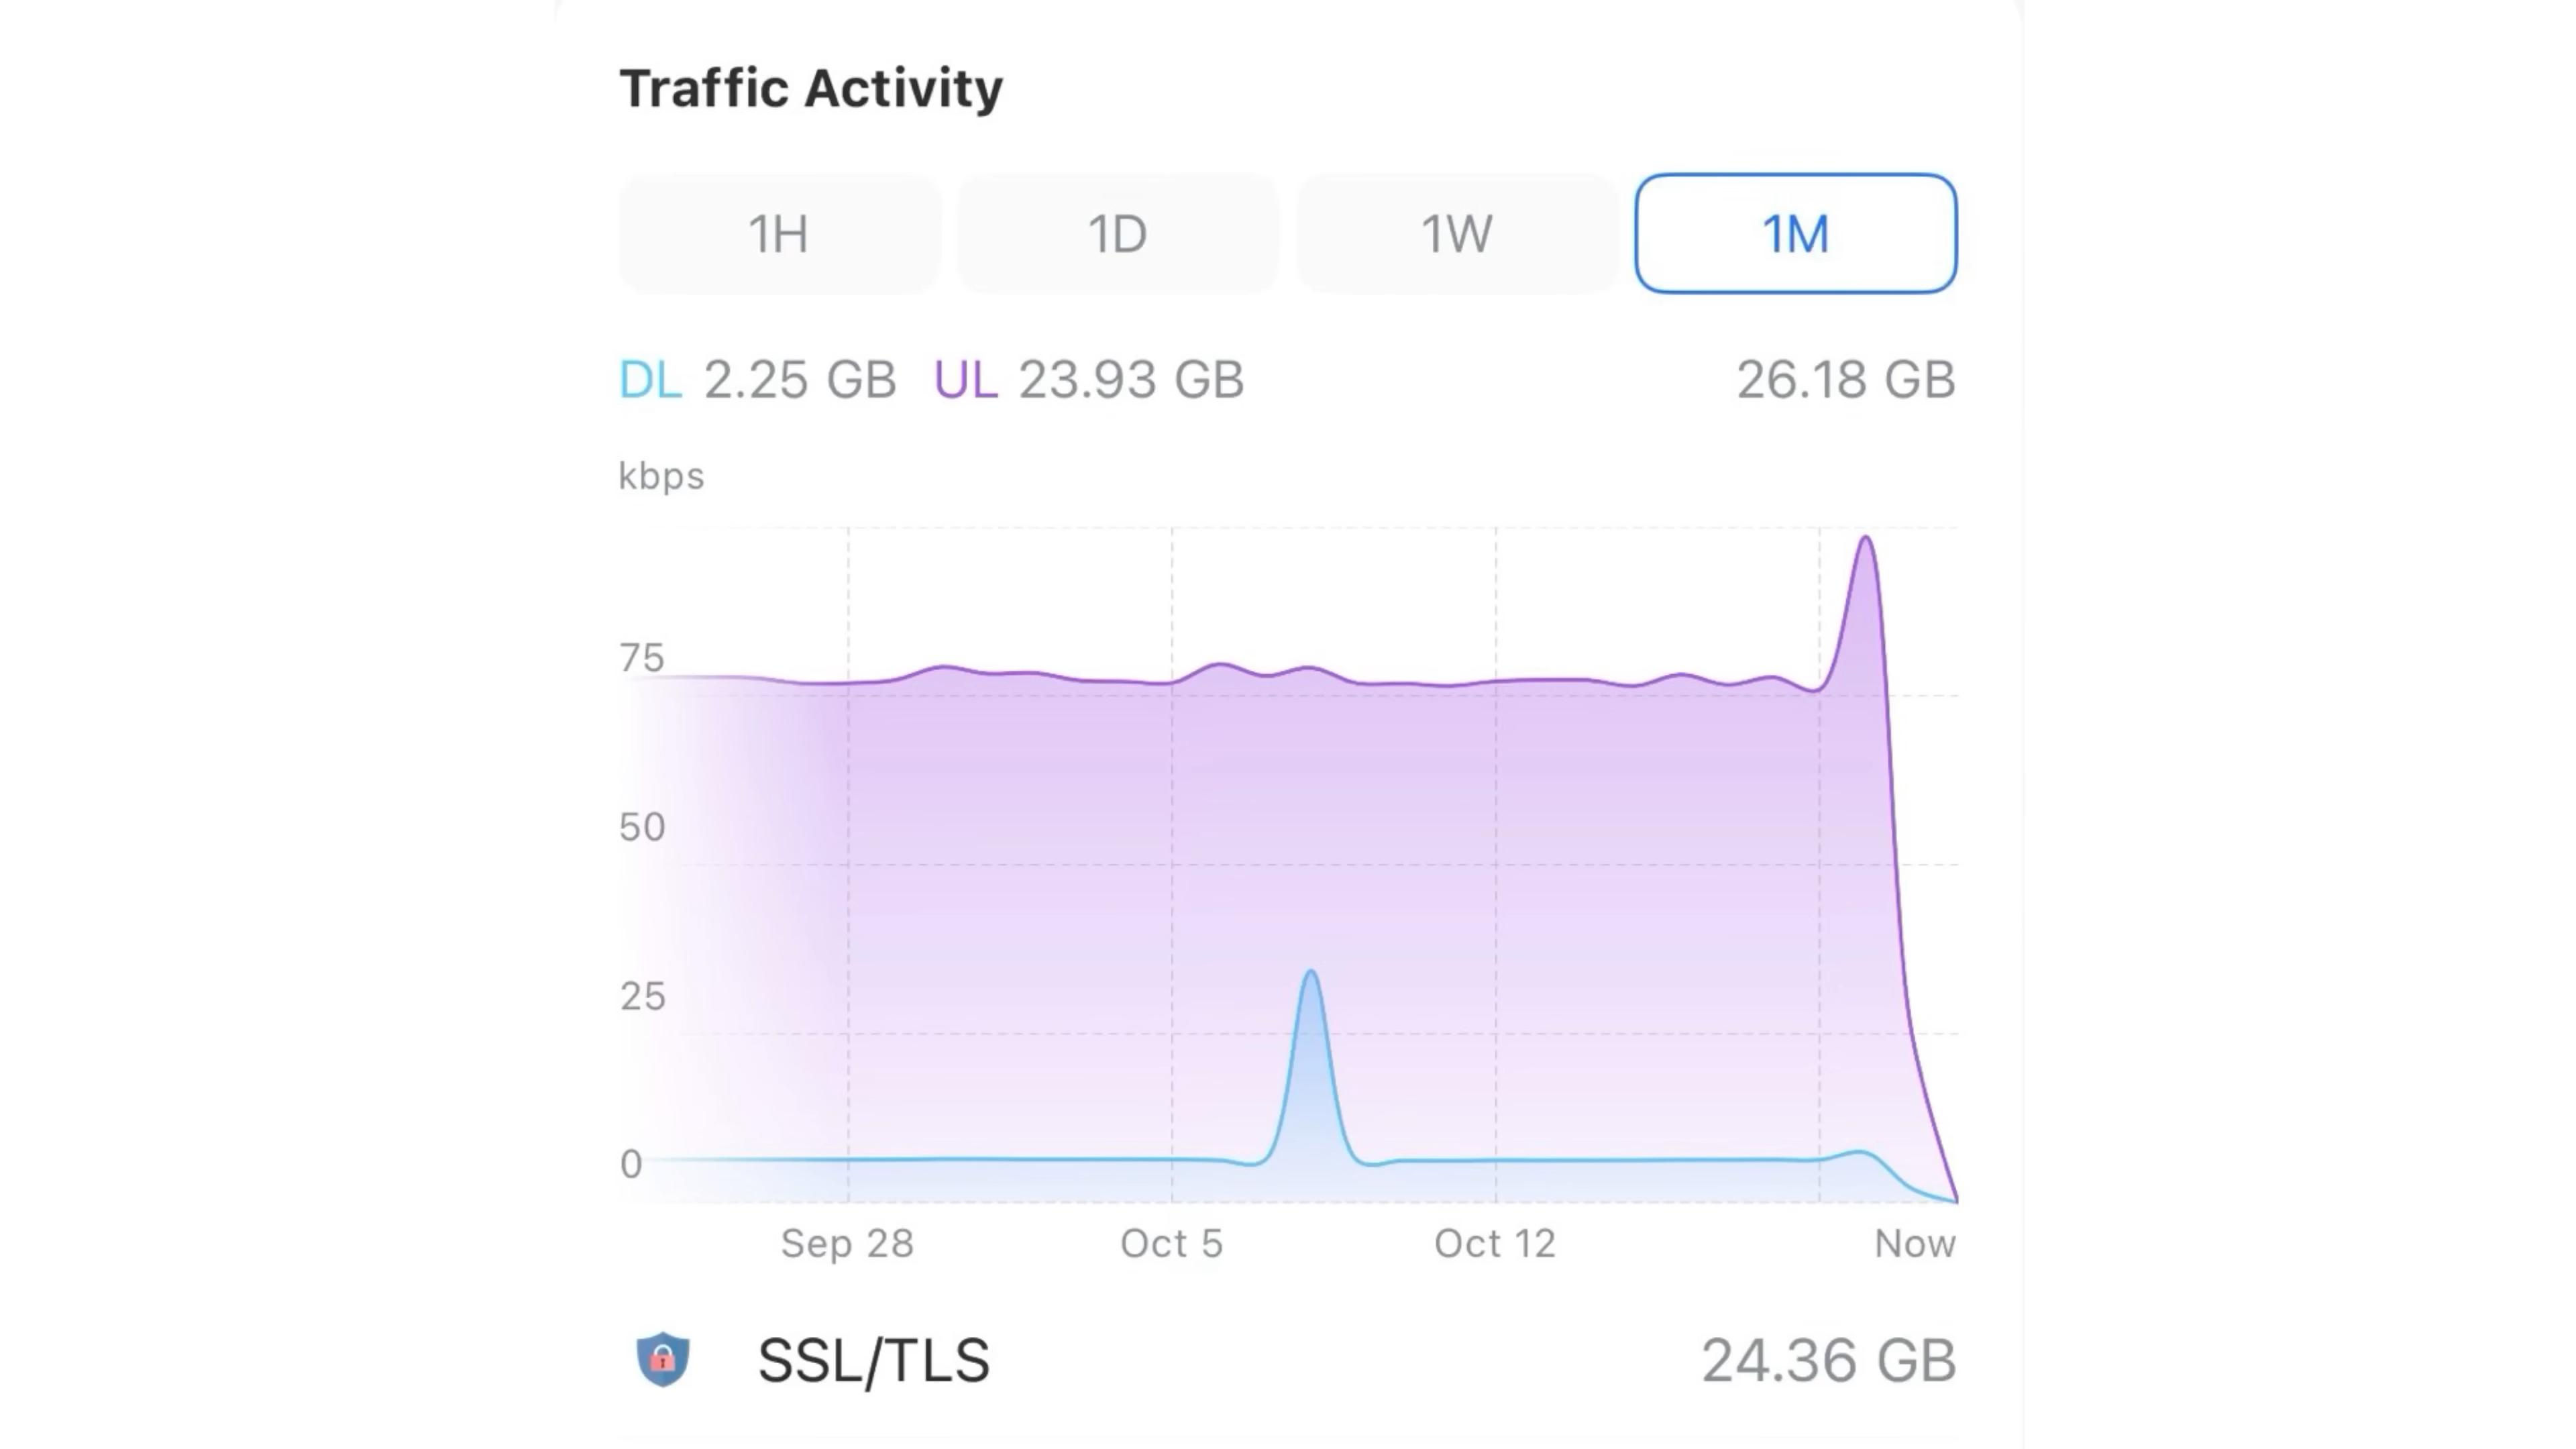 Traffic Activity
1H 1D 1W 1M
DL 2.25 GB UL 23.93 GB 26.18 GB
kbps
75
50
25
0
Sep 28 Oct 5 Oct 12 Now
SSL/TLS 24.36 GB